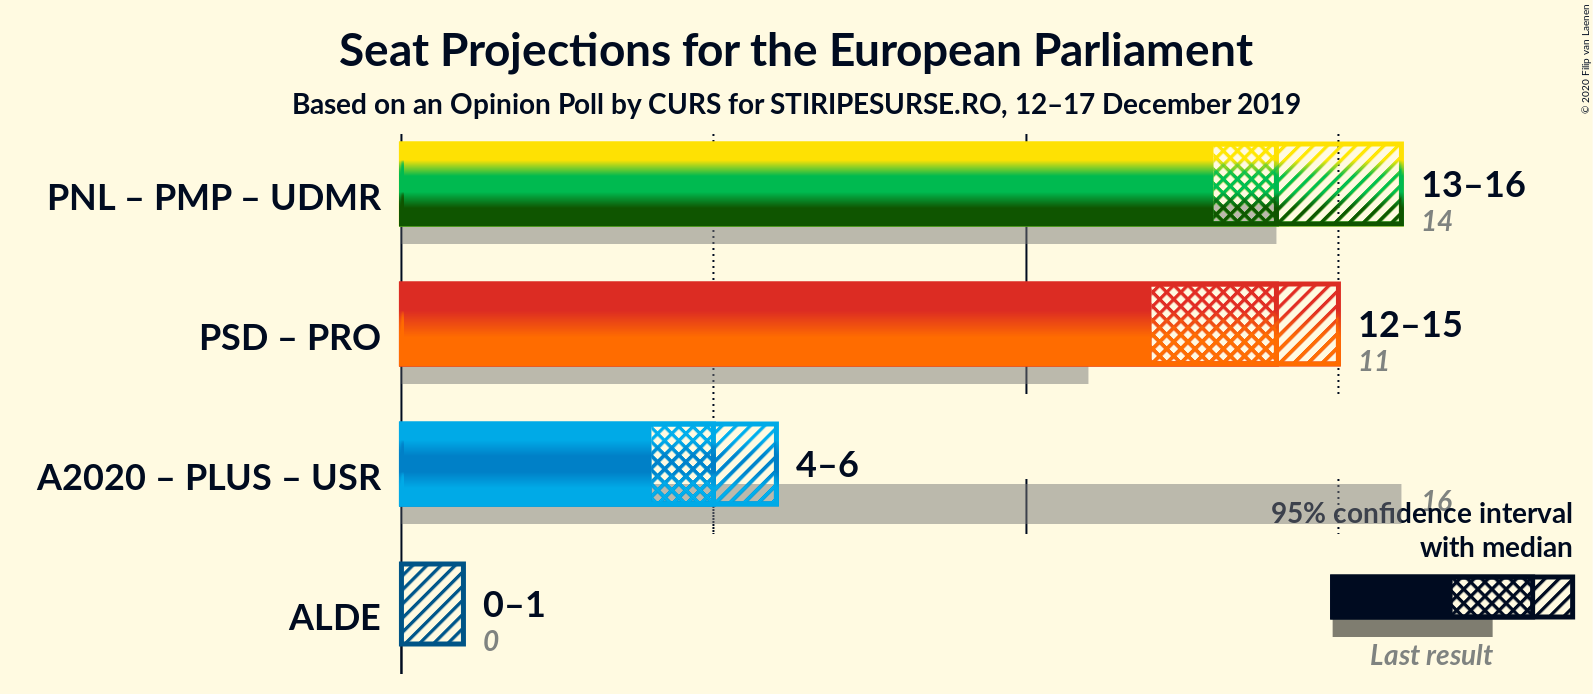 Seat Projections for the European Parliament
Based on an Opinion Poll by CURS for STIRIPESURSE.RO, 12–17 December 2019
© 2020 Filip van Laenen
PNL – PMP – UDMR
13–16
14
PSD – PRO
12–15
11
A2020 – PLUS – USR
4–6
16
95% confidence interval
with median
ALDE
0–1
0
Last result